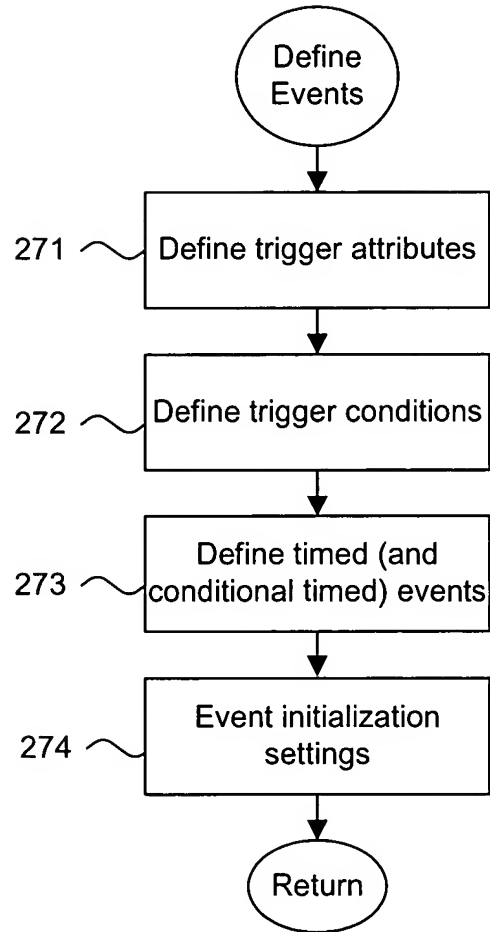 Define
Events
271
Define trigger attributes
272
Define trigger conditions
273
Define timed (and
conditional timed) events
274
Event initialization
settings
Return